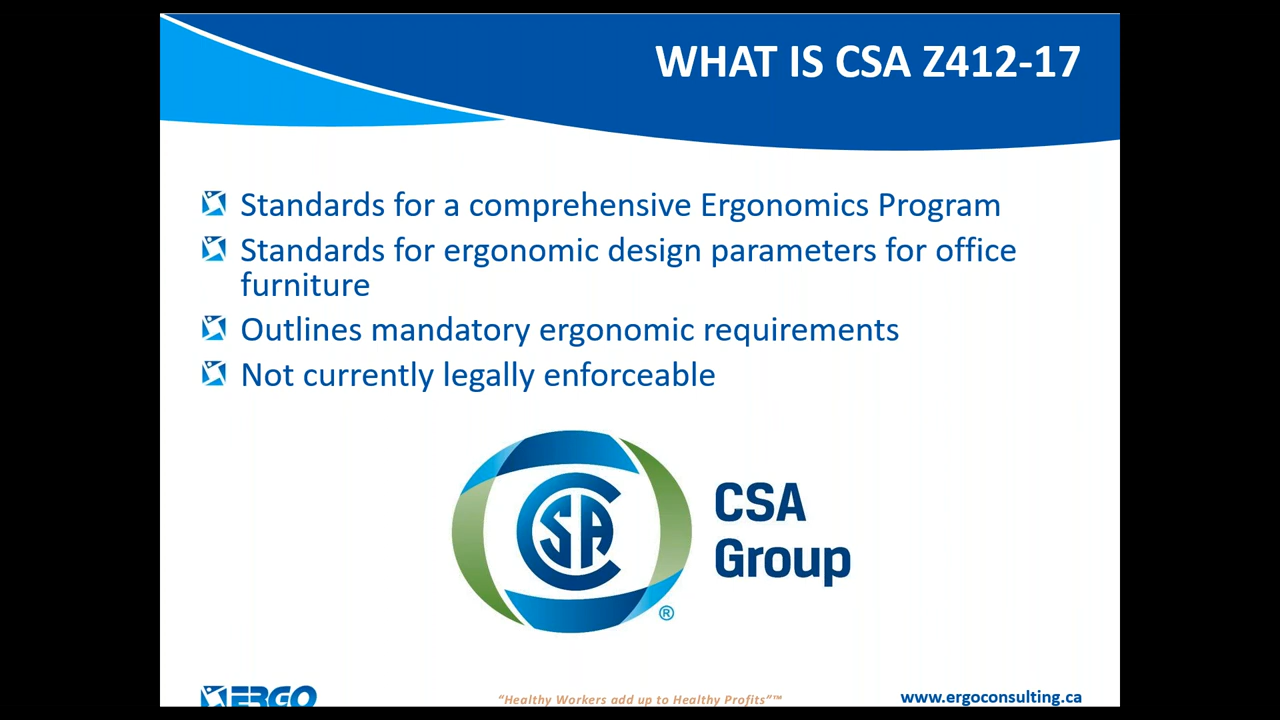 WHAT IS CSA Z412-17
Standards for a comprehensive Ergonomics Program
Standards for ergonomic design parameters for office
furniture
Outlines mandatory ergonomic requirements
Not currently legally enforceable
CSA
CSA
Group
®
ERGO
“Healthy Workers add up to Healthy Profits”™
www.ergoconsulting.ca